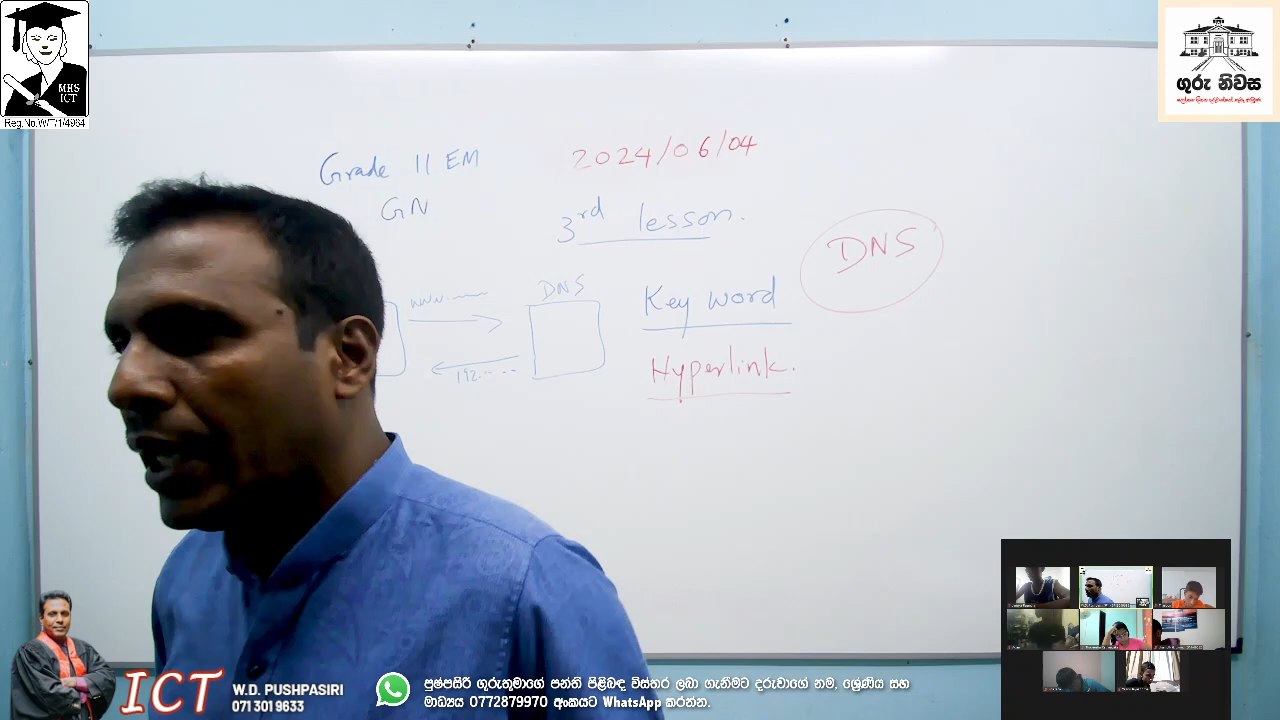 MHS
ICT
Reg.No.W/T/1/4964
ගුරු නිවස
Grade 11 EM
2024/06/04
GN
3rd lesson.
DNS
www.
DNS
Key word
192.
Hyperlink.
ICT
W.D. PUSHPASIRI
071 301 9633
පුෂ්පසිරි ගුරුතුමාගේ පන්ති පිළිබඳ විස්තර ලබා ගැනීමට දරුවාගේ නම, ශ්‍රේණිය සහ
මාධ්‍යය 0772879970 අංකයට WhatsApp කරන්න.